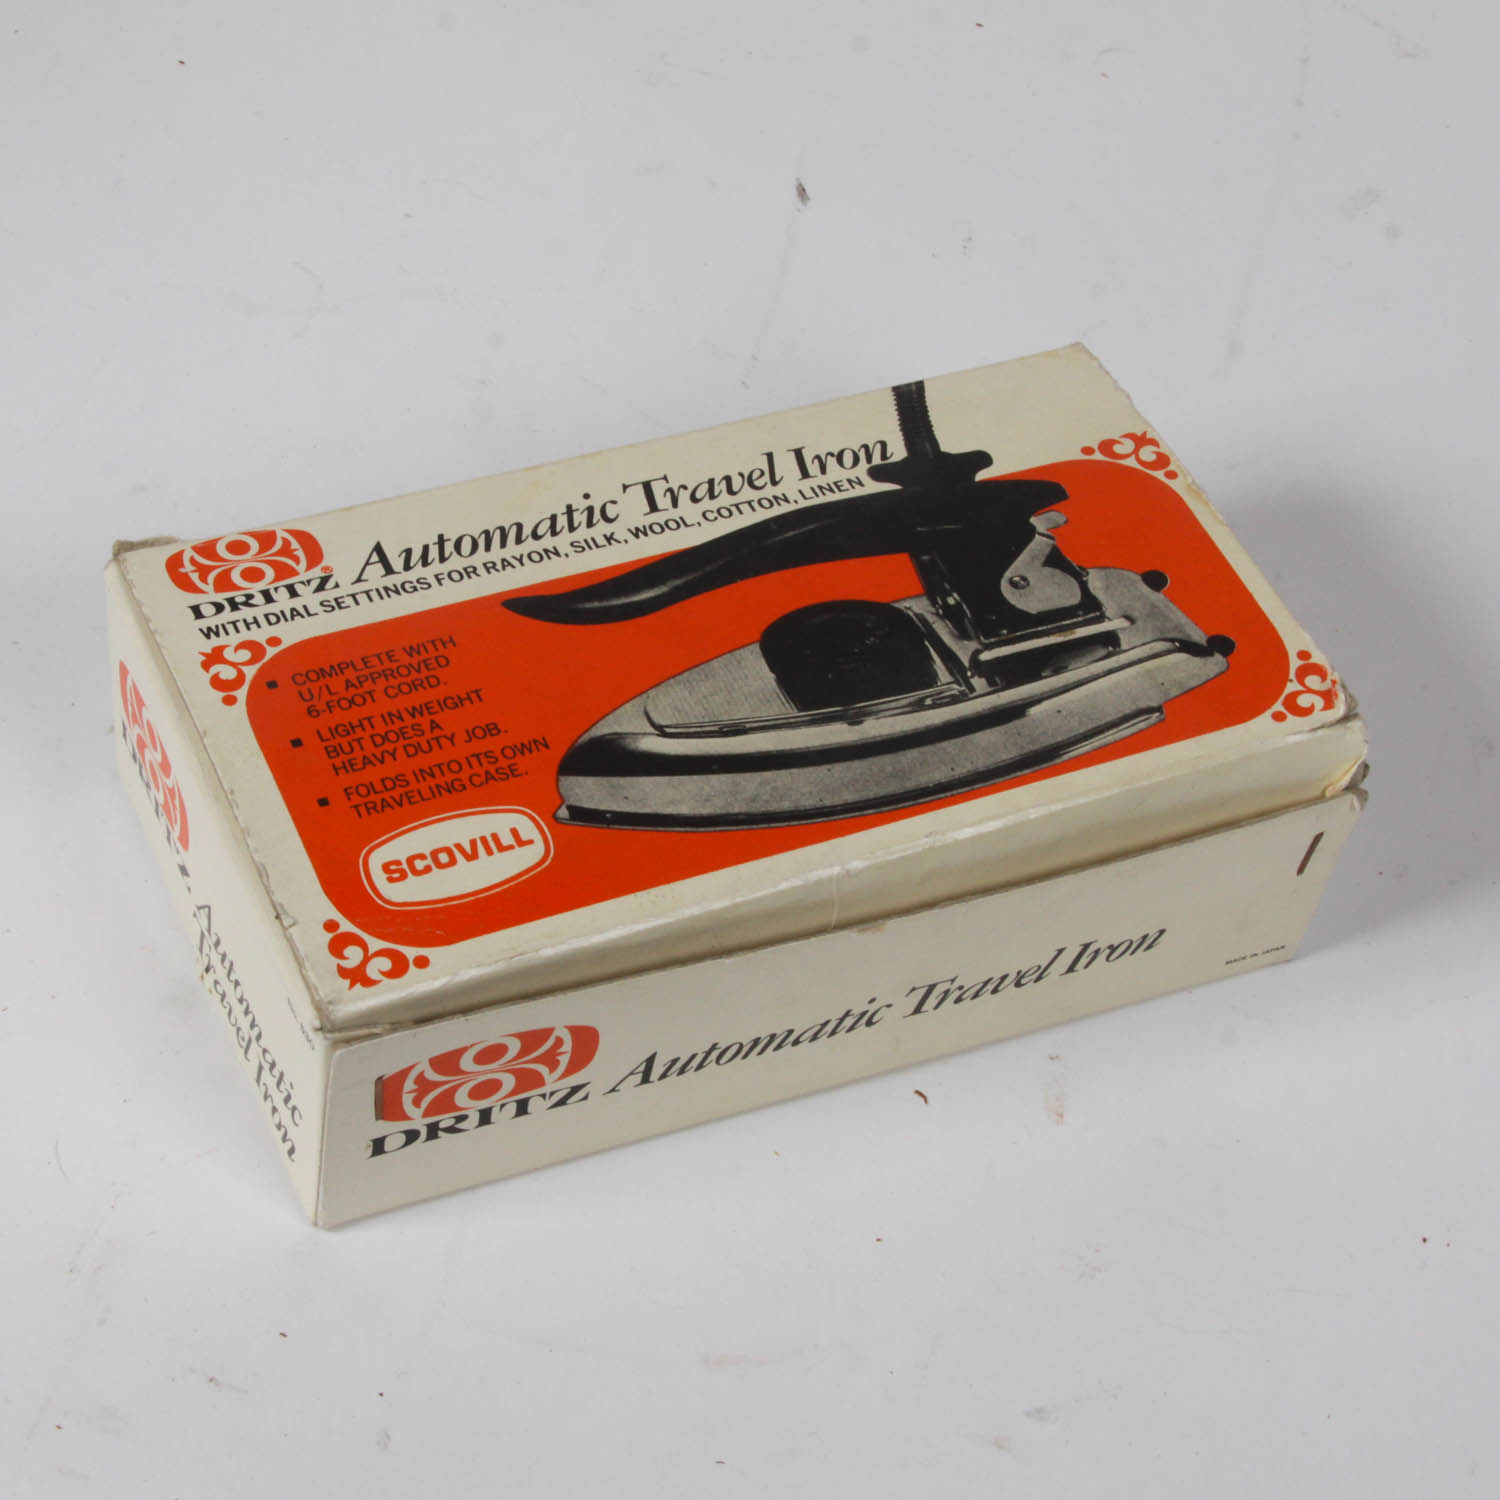 DRITZ®
Automatic Travel Iron
WITH DIAL SETTINGS FOR RAYON, SILK, WOOL, COTTON, LINEN
■ COMPLETE WITH
U/L APPROVED
6-FOOT CORD.
■ LIGHT IN WEIGHT
BUT DOES A
HEAVY DUTY JOB.
■ FOLDS INTO ITS OWN
TRAVELING CASE.
SCOVILL
DRITZ
Automatic Travel Iron
MADE IN JAPAN
DRITZ
Automatic
Travel Iron